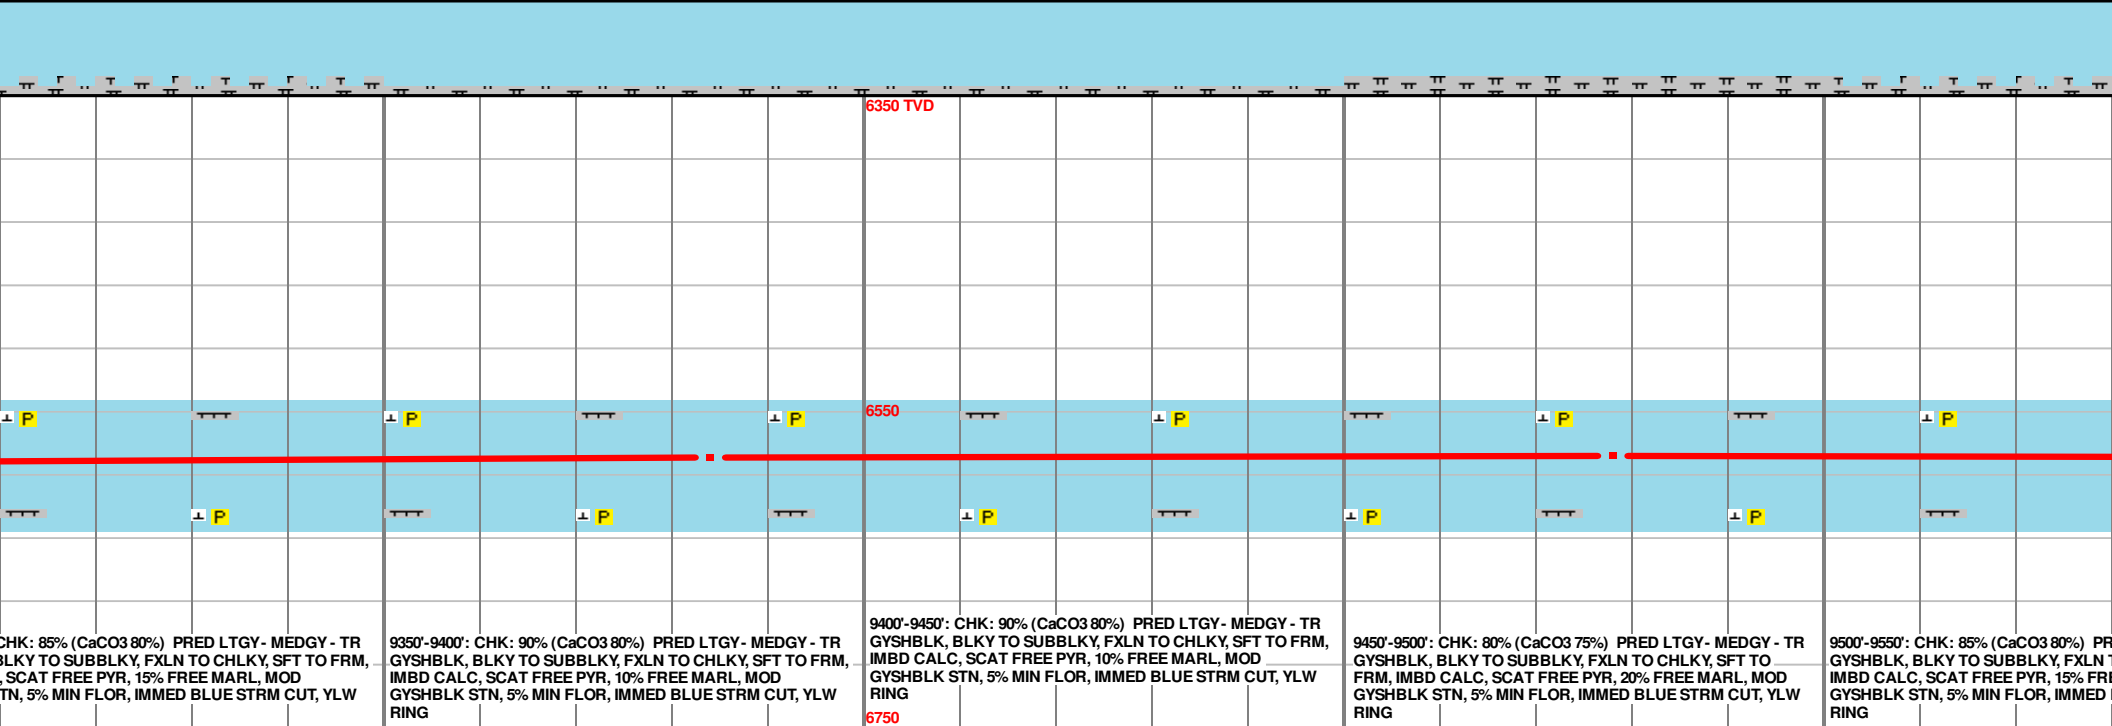 6350 TVD
P
P
P
P
P
P
6550
P
P
P
P
P
CHK: 85% (CaCO3 80%) PRED LTGY - MEDGY - TR
BLKY TO SUBBLKY, FXLN TO CHLKY, SFT TO FRM,
, SCAT FREE PYR, 15% FREE MARL, MOD
TN, 5% MIN FLOR, IMMED BLUE STRM CUT, YLW
9350'-9400': CHK: 90% (CaCO3 80%) PRED LTGY - MEDGY - TR
GYSHBLK, BLKY TO SUBBLKY, FXLN TO CHLKY, SFT TO FRM,
IMBD CALC, SCAT FREE PYR, 10% FREE MARL, MOD
GYSHBLK STN, 5% MIN FLOR, IMMED BLUE STRM CUT, YLW
RING
9400'-9450': CHK: 90% (CaCO3 80%) PRED LTGY - MEDGY - TR
GYSHBLK, BLKY TO SUBBLKY, FXLN TO CHLKY, SFT TO FRM,
IMBD CALC, SCAT FREE PYR, 10% FREE MARL, MOD
GYSHBLK STN, 5% MIN FLOR, IMMED BLUE STRM CUT, YLW
RING
6750
9450'-9500': CHK: 80% (CaCO3 75%) PRED LTGY - MEDGY - TR
GYSHBLK, BLKY TO SUBBLKY, FXLN TO CHLKY, SFT TO
FRM, IMBD CALC, SCAT FREE PYR, 20% FREE MARL, MOD
GYSHBLK STN, 5% MIN FLOR, IMMED BLUE STRM CUT, YLW
RING
9500'-9550': CHK: 85% (CaCO3 80%) PR
GYSHBLK, BLKY TO SUBBLKY, FXLN T
IMBD CALC, SCAT FREE PYR, 15% FRE
GYSHBLK STN, 5% MIN FLOR, IMMED
RING